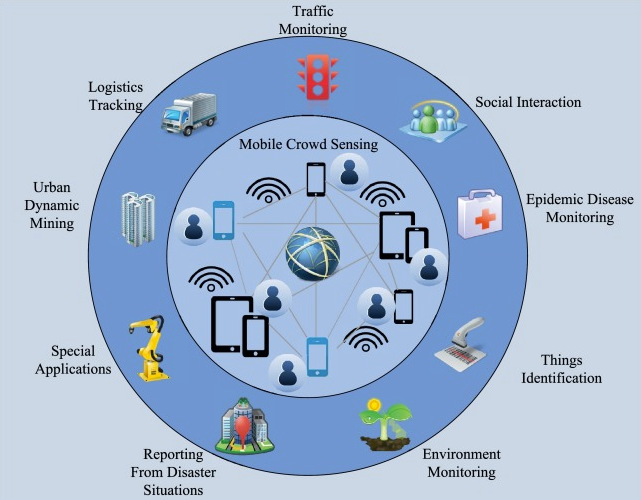 Traffic
Monitoring
Logistics
Tracking
Social Interaction
Mobile Crowd Sensing
Urban
Dynamic
Mining
Epidemic Disease
Monitoring
Special
Applications
Things
Identification
Reporting
From Disaster
Situations
Environment
Monitoring